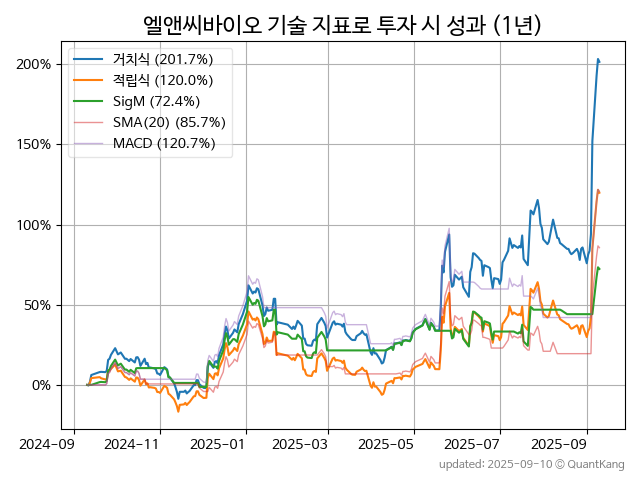 엘앤씨바이오 기술 지표로 투자 시 성과 (1년)
거치식 (201.7%)
적립식 (120.0%)
SigM (72.4%)
SMA(20) (85.7%)
MACD (120.7%)
200%
150%
100%
50%
0%
2024-09 2024-11 2025-01 2025-03 2025-05 2025-07 2025-09
updated: 2025-09-10 © QuantKang